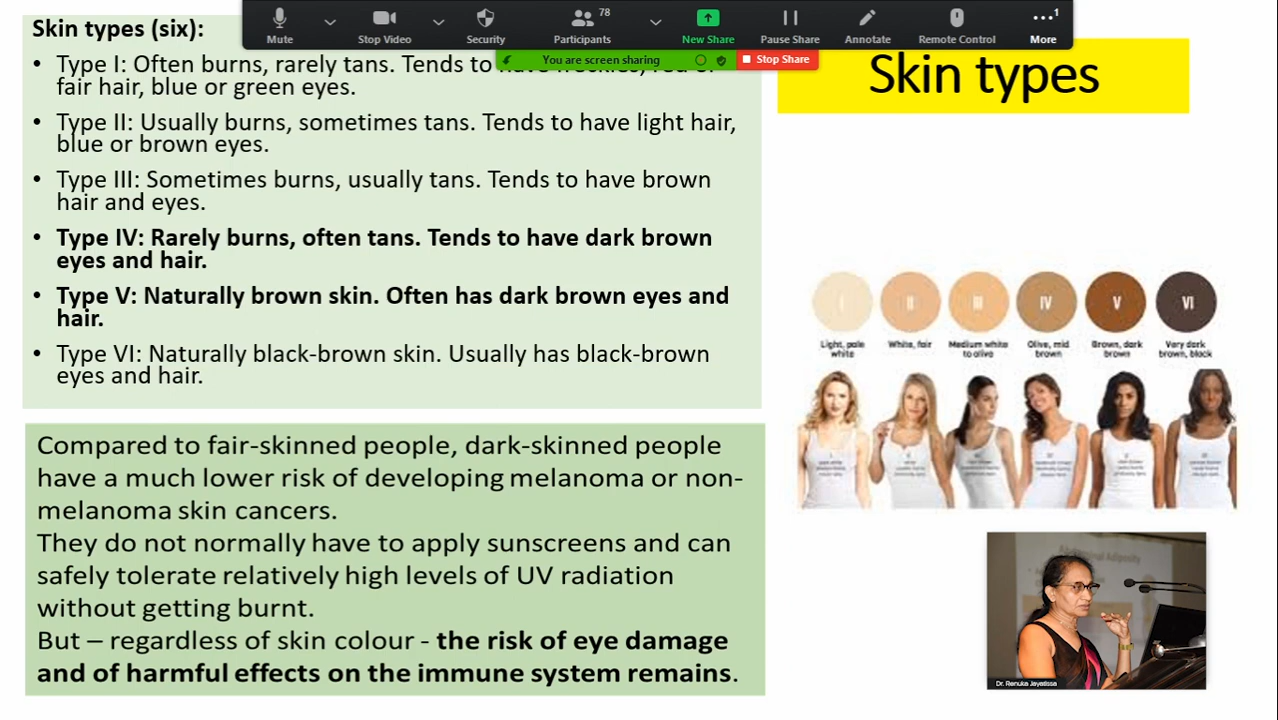 Skin types (six):
78
1
Mute
Stop Video
Security
Participants
New Share
Pause Share
Annotate
Remote Control
More
You are screen sharing
Stop Share
Skin types
• Type I: Often burns, rarely tans. Tends to
fair hair, blue or green eyes.
• Type II: Usually burns, sometimes tans. Tends to have light hair,
blue or brown eyes.
• Type III: Sometimes burns, usually tans. Tends to have brown
hair and eyes.
• Type IV: Rarely burns, often tans. Tends to have dark brown
eyes and hair.
• Type V: Naturally brown skin. Often has dark brown eyes and
hair.
• Type VI: Naturally black-brown skin. Usually has black-brown
eyes and hair.
Compared to fair-skinned people, dark-skinned people
have a much lower risk of developing melanoma or non-
melanoma skin cancers.
They do not normally have to apply sunscreens and can
safely tolerate relatively high levels of UV radiation
without getting burnt.
But – regardless of skin colour - the risk of eye damage
and of harmful effects on the immune system remains.
I II III IV V VI
Light, pale
white
White, fair
Medium white
to olive
Olive, mid
brown
Brown, dark
brown
Very dark
brown, black
Adiposity
Dr. Renuka Jayatissa